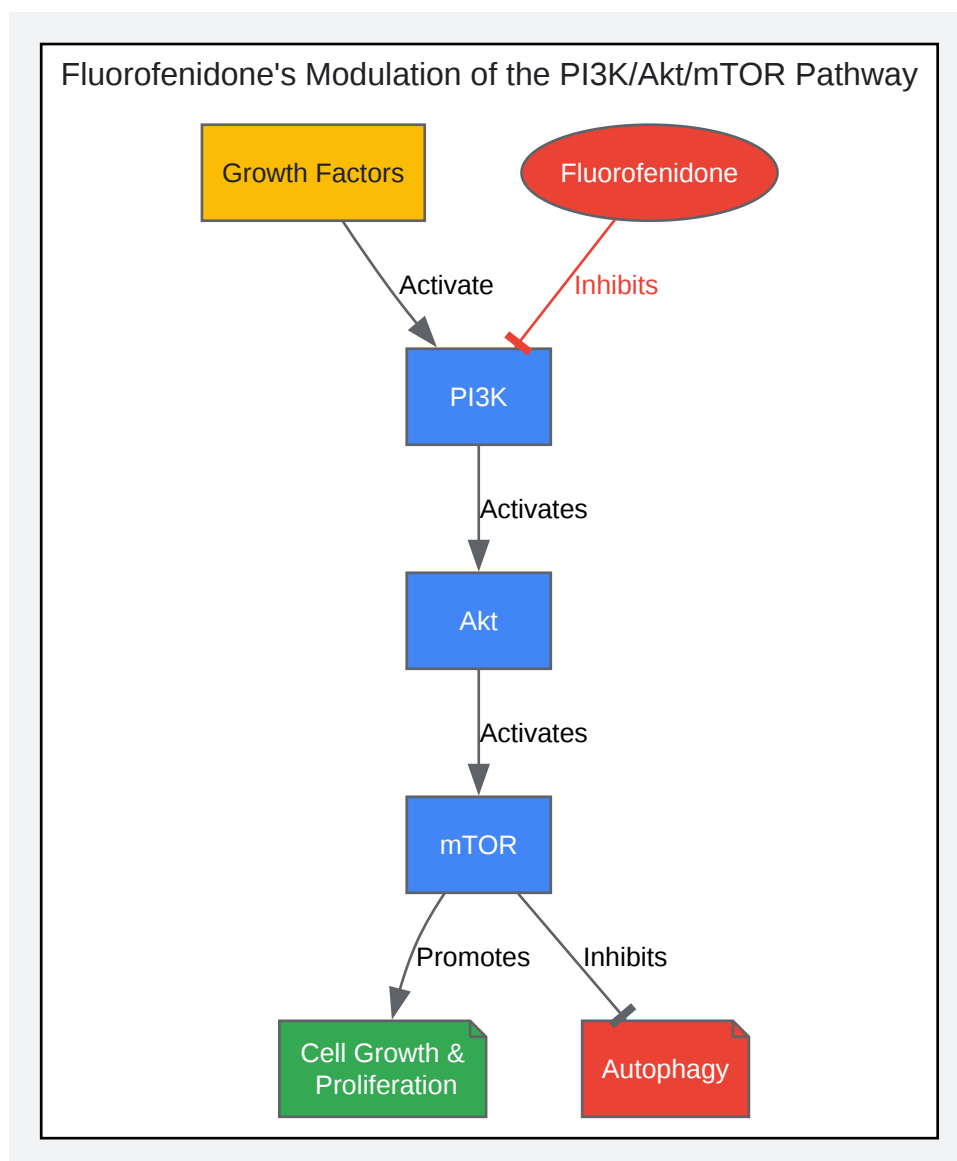 Fluorofenidone's Modulation of the PI3K/Akt/mTOR Pathway
Growth Factors
Fluorofenidone
Activate
Inhibits
PI3K
Activates
Akt
Activates
mTOR
Promotes
Inhibits
Cell Growth &
Proliferation
Autophagy